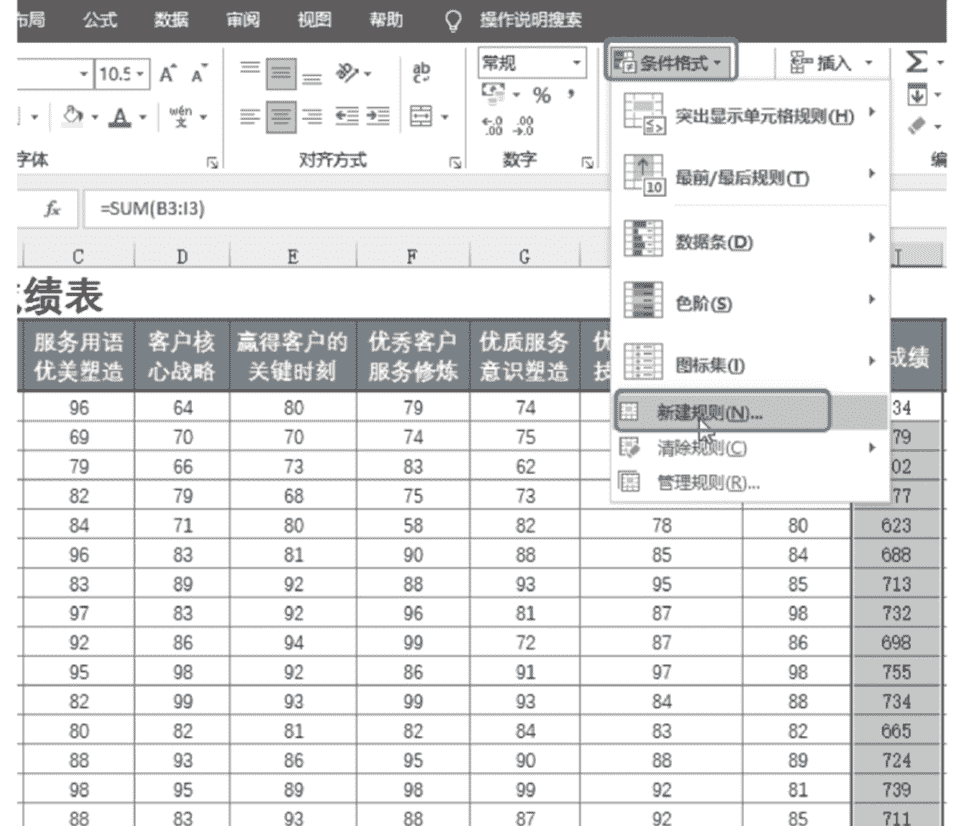 布局 公式 数据 审阅 视图 帮助 操作说明搜索
10.5 A A ab 常规 条件格式 插入 Σ
A wén 文 % , 突出显示单元格规则(H)
字体 对齐方式 数字 编
最前/最后规则(T)
fx =SUM(B3:I3)
数据条(D)
C D E F G
色阶(S)
绩表
图标集(I)
服务用语 客户核 赢得客户的 优秀客户 优质服务
优美塑造 心战略 关键时刻 服务修炼 意识塑造 成绩
新建规则(N)...
清除规则(C)
管理规则(R)...
96 64 80 79 74 34
69 70 70 74 75 79
79 66 73 83 62 02
82 79 68 75 73 77
84 71 80 58 82 78 80 623
96 83 81 90 88 85 84 688
83 89 92 88 93 95 85 713
97 83 92 96 81 87 98 732
92 86 94 99 72 87 86 698
95 98 92 86 91 97 98 755
82 99 93 99 93 84 88 734
80 82 81 82 84 83 82 665
88 93 86 95 90 88 89 724
98 95 89 98 99 92 81 739
88 83 93 88 87 92 85 711